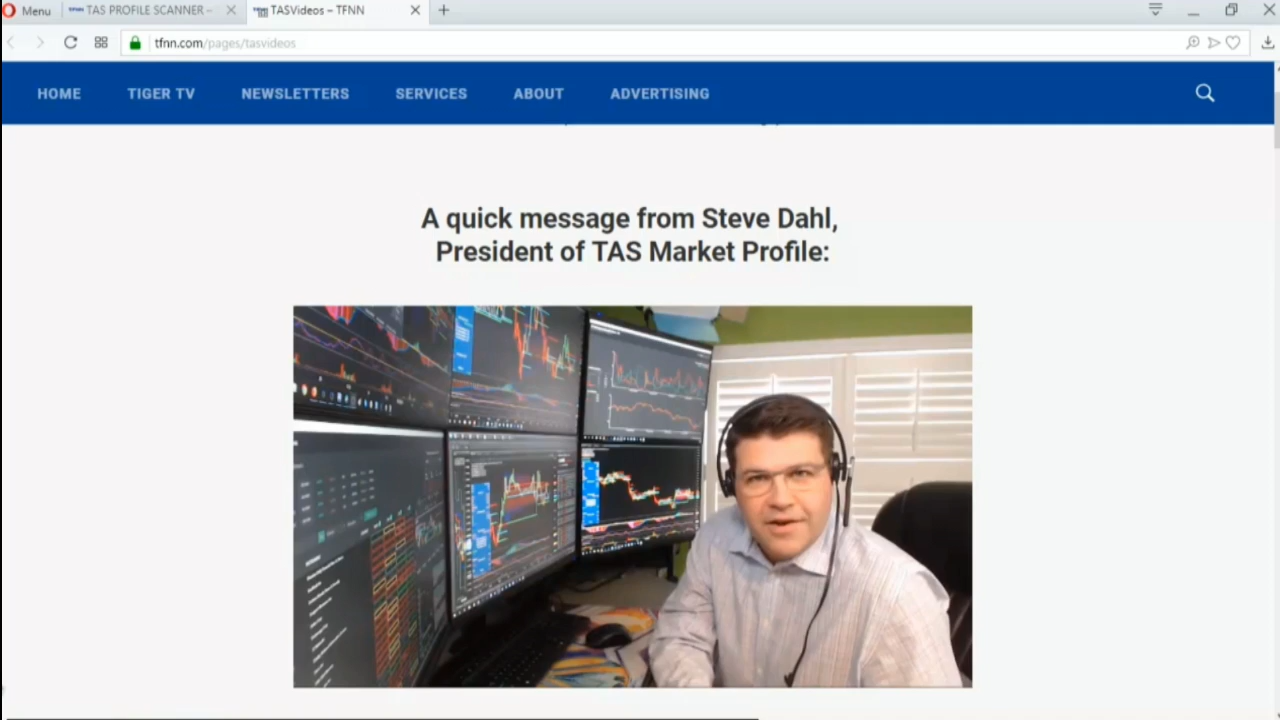 Menu
TAS PROFILE SCANNER –
TASVideos – TFNN
tfnn.com/pages/tasvideos
HOME
TIGER TV
NEWSLETTERS
SERVICES
ABOUT
ADVERTISING
A quick message from Steve Dahl,
President of TAS Market Profile: